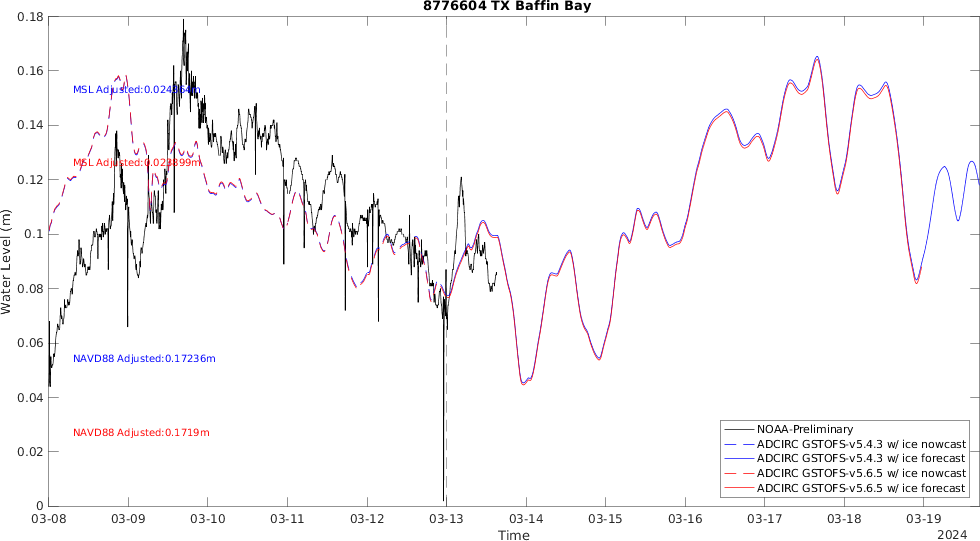 8776604 TX Baffin Bay
Water Level (m)
0.18
0.16
0.14
0.12
0.1
0.08
0.06
0.04
0.02
0
MSL Adjusted:
MSL Adjusted:
NAVD88 Adjusted:0.17236m
NAVD88 Adjusted:0.1719m
NOAA-Preliminary
ADCIRC GSTOFS-v5.4.3 w/ ice nowcast
ADCIRC GSTOFS-v5.4.3 w/ ice forecast
ADCIRC GSTOFS-v5.6.5 w/ ice nowcast
ADCIRC GSTOFS-v5.6.5 w/ ice forecast
03-08 03-09 03-10 03-11 03-12 03-13 03-14 03-15 03-16 03-17 03-18 03-19
Time
2024